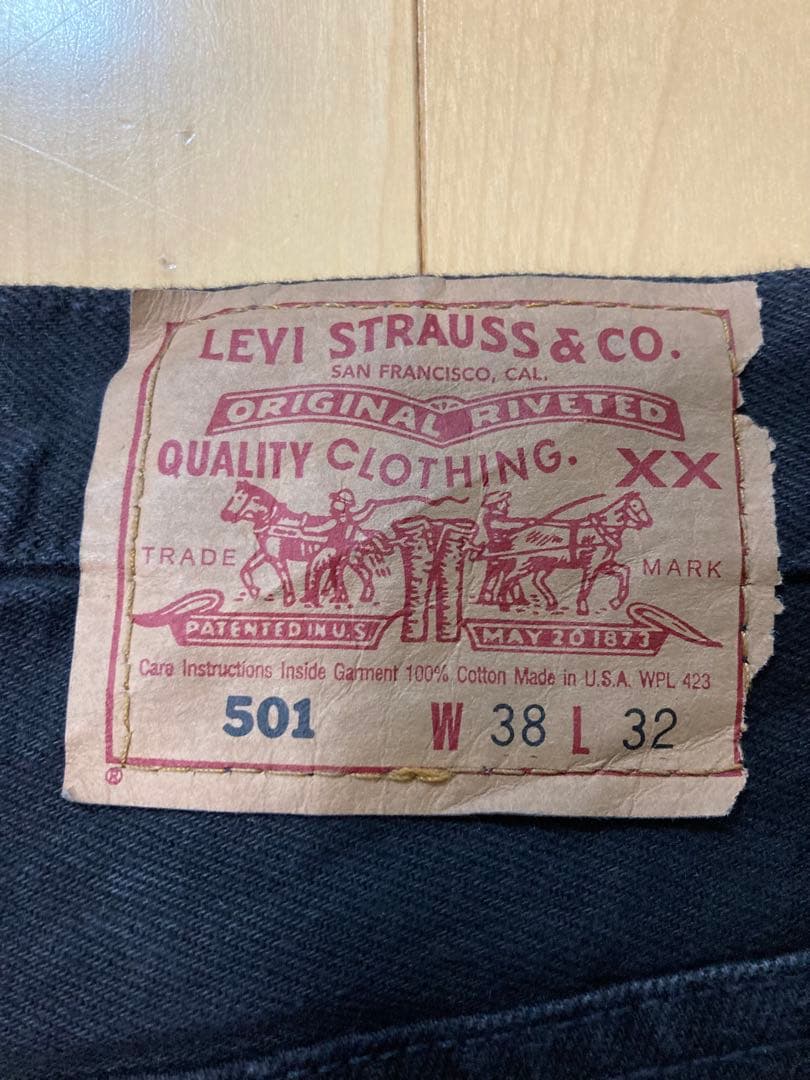 LEVI STRAUSS & CO.
SAN FRANCISCO, CAL.
ORIGINAL RIVETED
QUALITY CLOTHING. XX
TRADE MARK
PATENTED IN U.S. MAY 20 1873
Care Instructions Inside Garment 100% Cotton Made in U.S.A. WPL 423
501 W 38 L 32
®